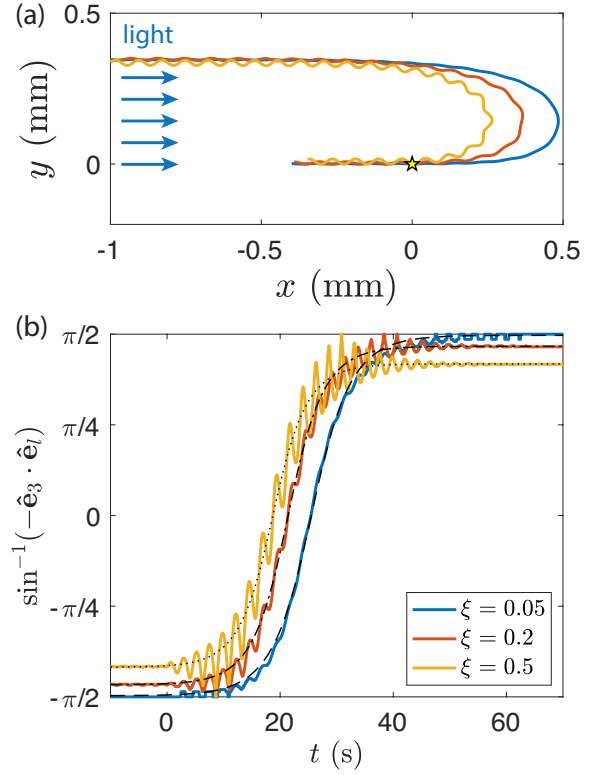 (a)
0.5
light
y (mm)
0
-1
-0.5
0
0.5
x (mm)
(b)
π/2
π/4
sin⁻¹(−ê₃ · ê_l)
0
-π/4
-π/2
ξ = 0.05
ξ = 0.2
ξ = 0.5
0
20
40
60
t (s)